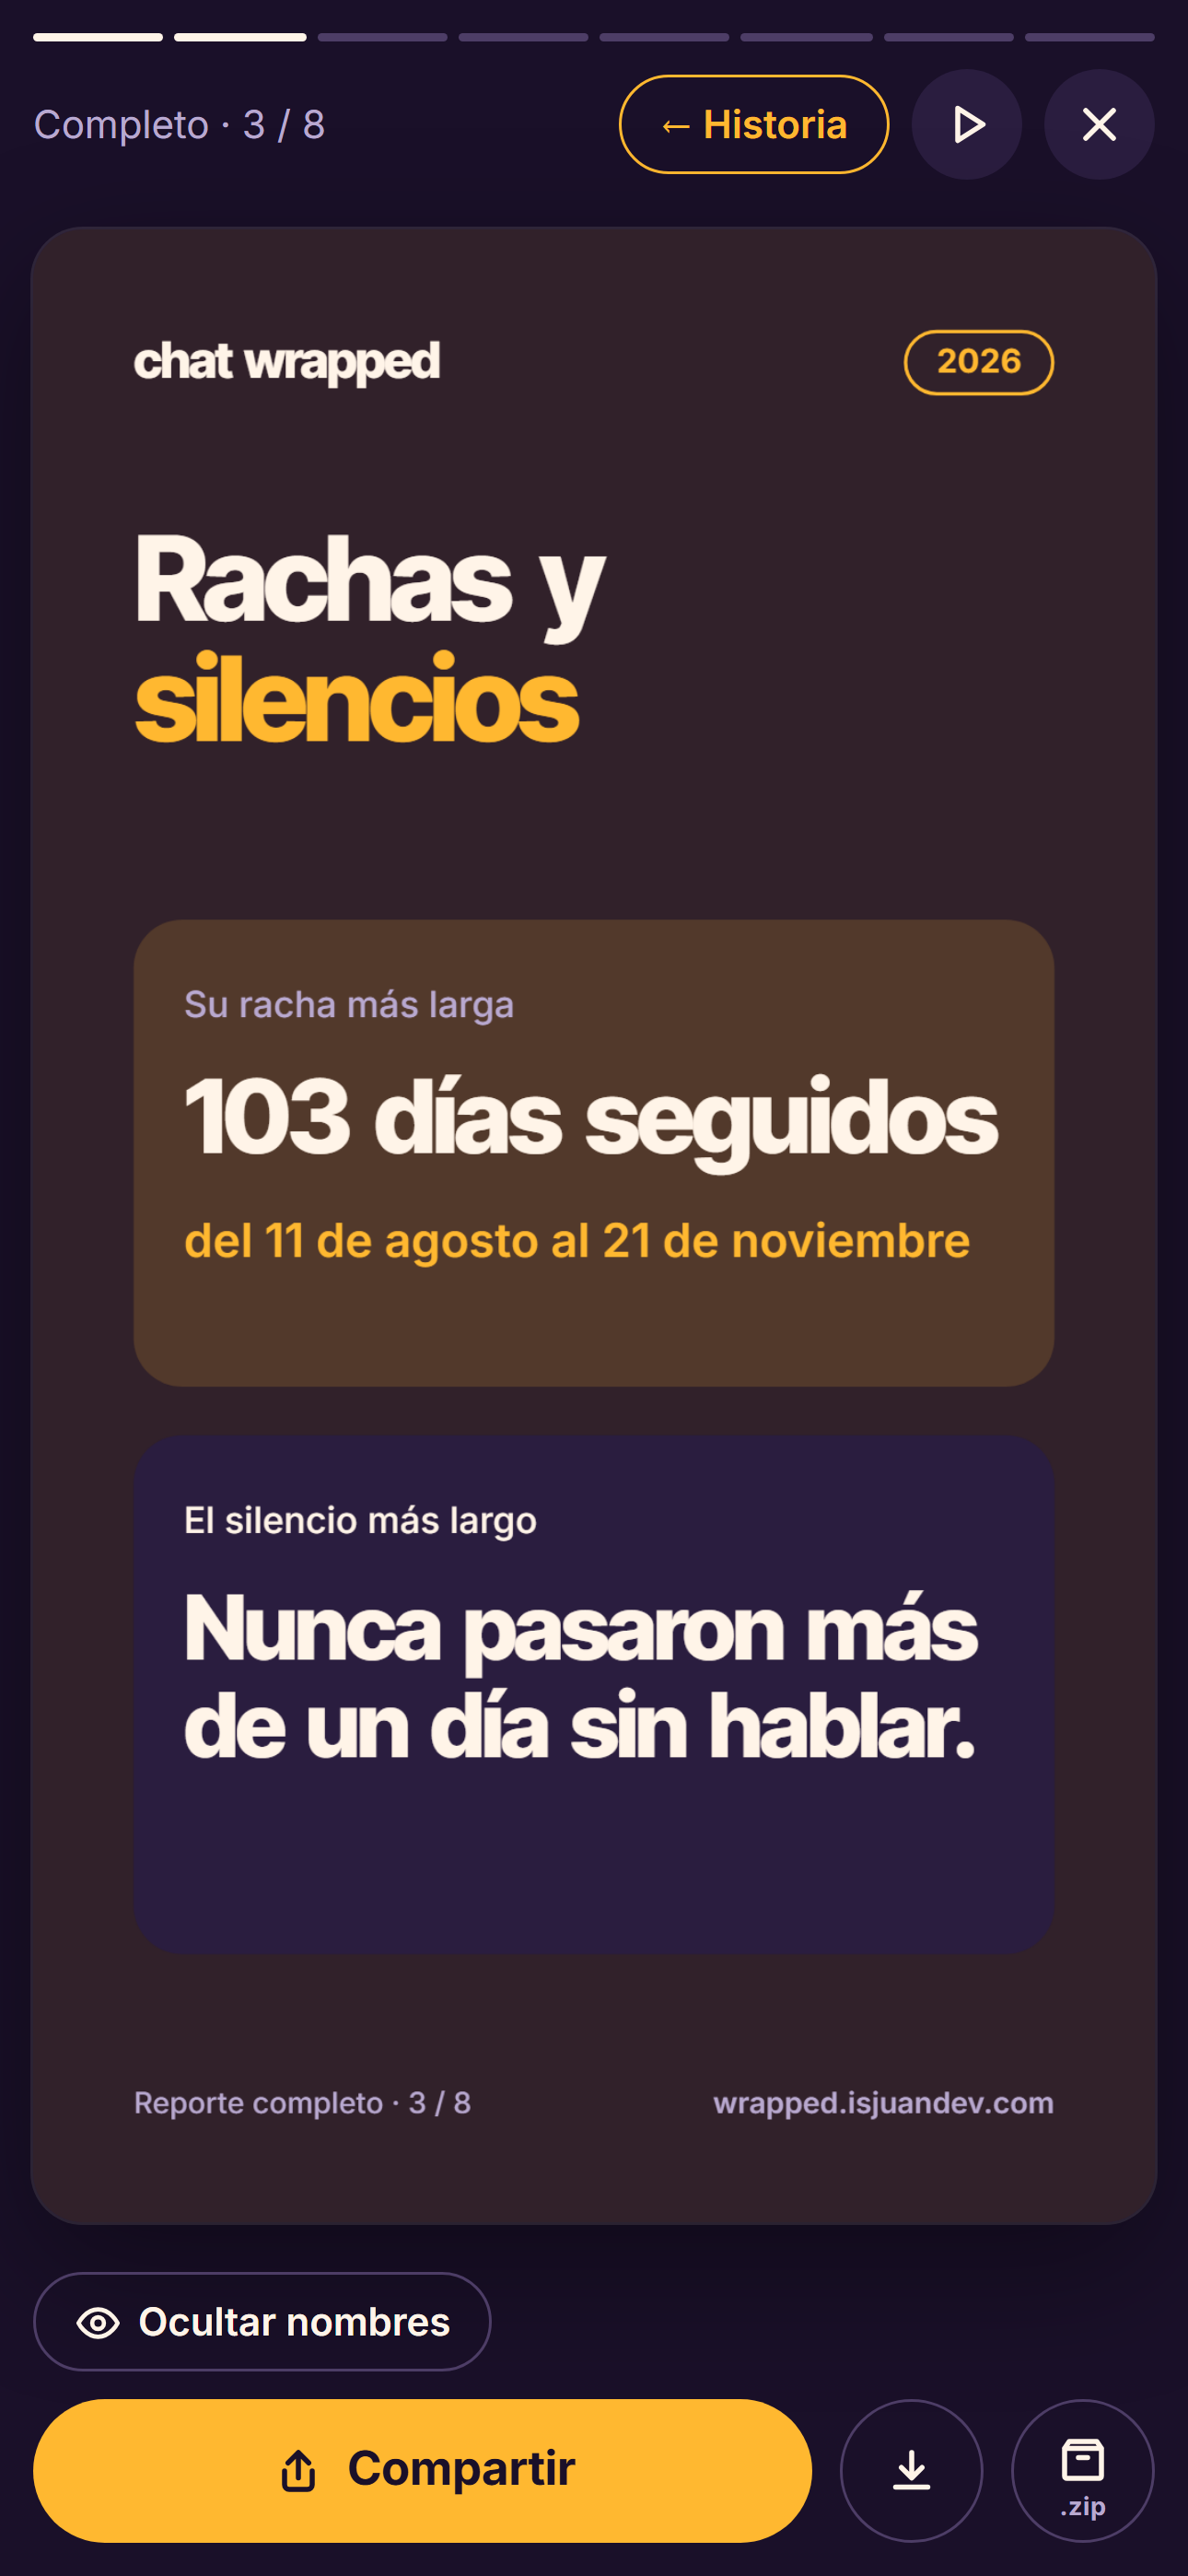 Completo · 3 / 8
← Historia
chat wrapped
2026
Rachas y
silencios
Su racha más larga
103 días seguidos
del 11 de agosto al 21 de noviembre
El silencio más largo
Nunca pasaron más
de un día sin hablar.
Reporte completo · 3 / 8
wrapped.isjuandev.com
Ocultar nombres
Compartir
.zip